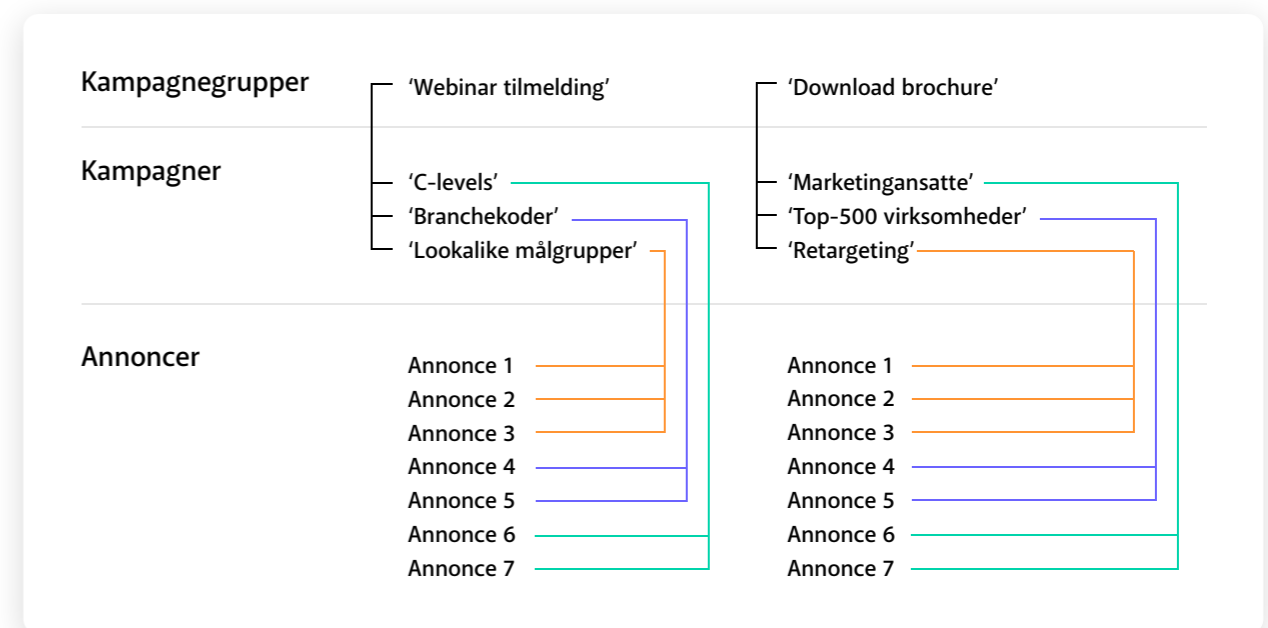 Kampagnegrupper
‘Webinar tilmelding’
‘Download brochure’
Kampagner
‘C-levels’
‘Branchekoder’
‘Lookalike målgrupper’
‘Marketingansatte’
‘Top-500 virksomheder’
‘Retargeting’
Annoncer
Annonce 1
Annonce 2
Annonce 3
Annonce 4
Annonce 5
Annonce 6
Annonce 7
Annonce 1
Annonce 2
Annonce 3
Annonce 4
Annonce 5
Annonce 6
Annonce 7